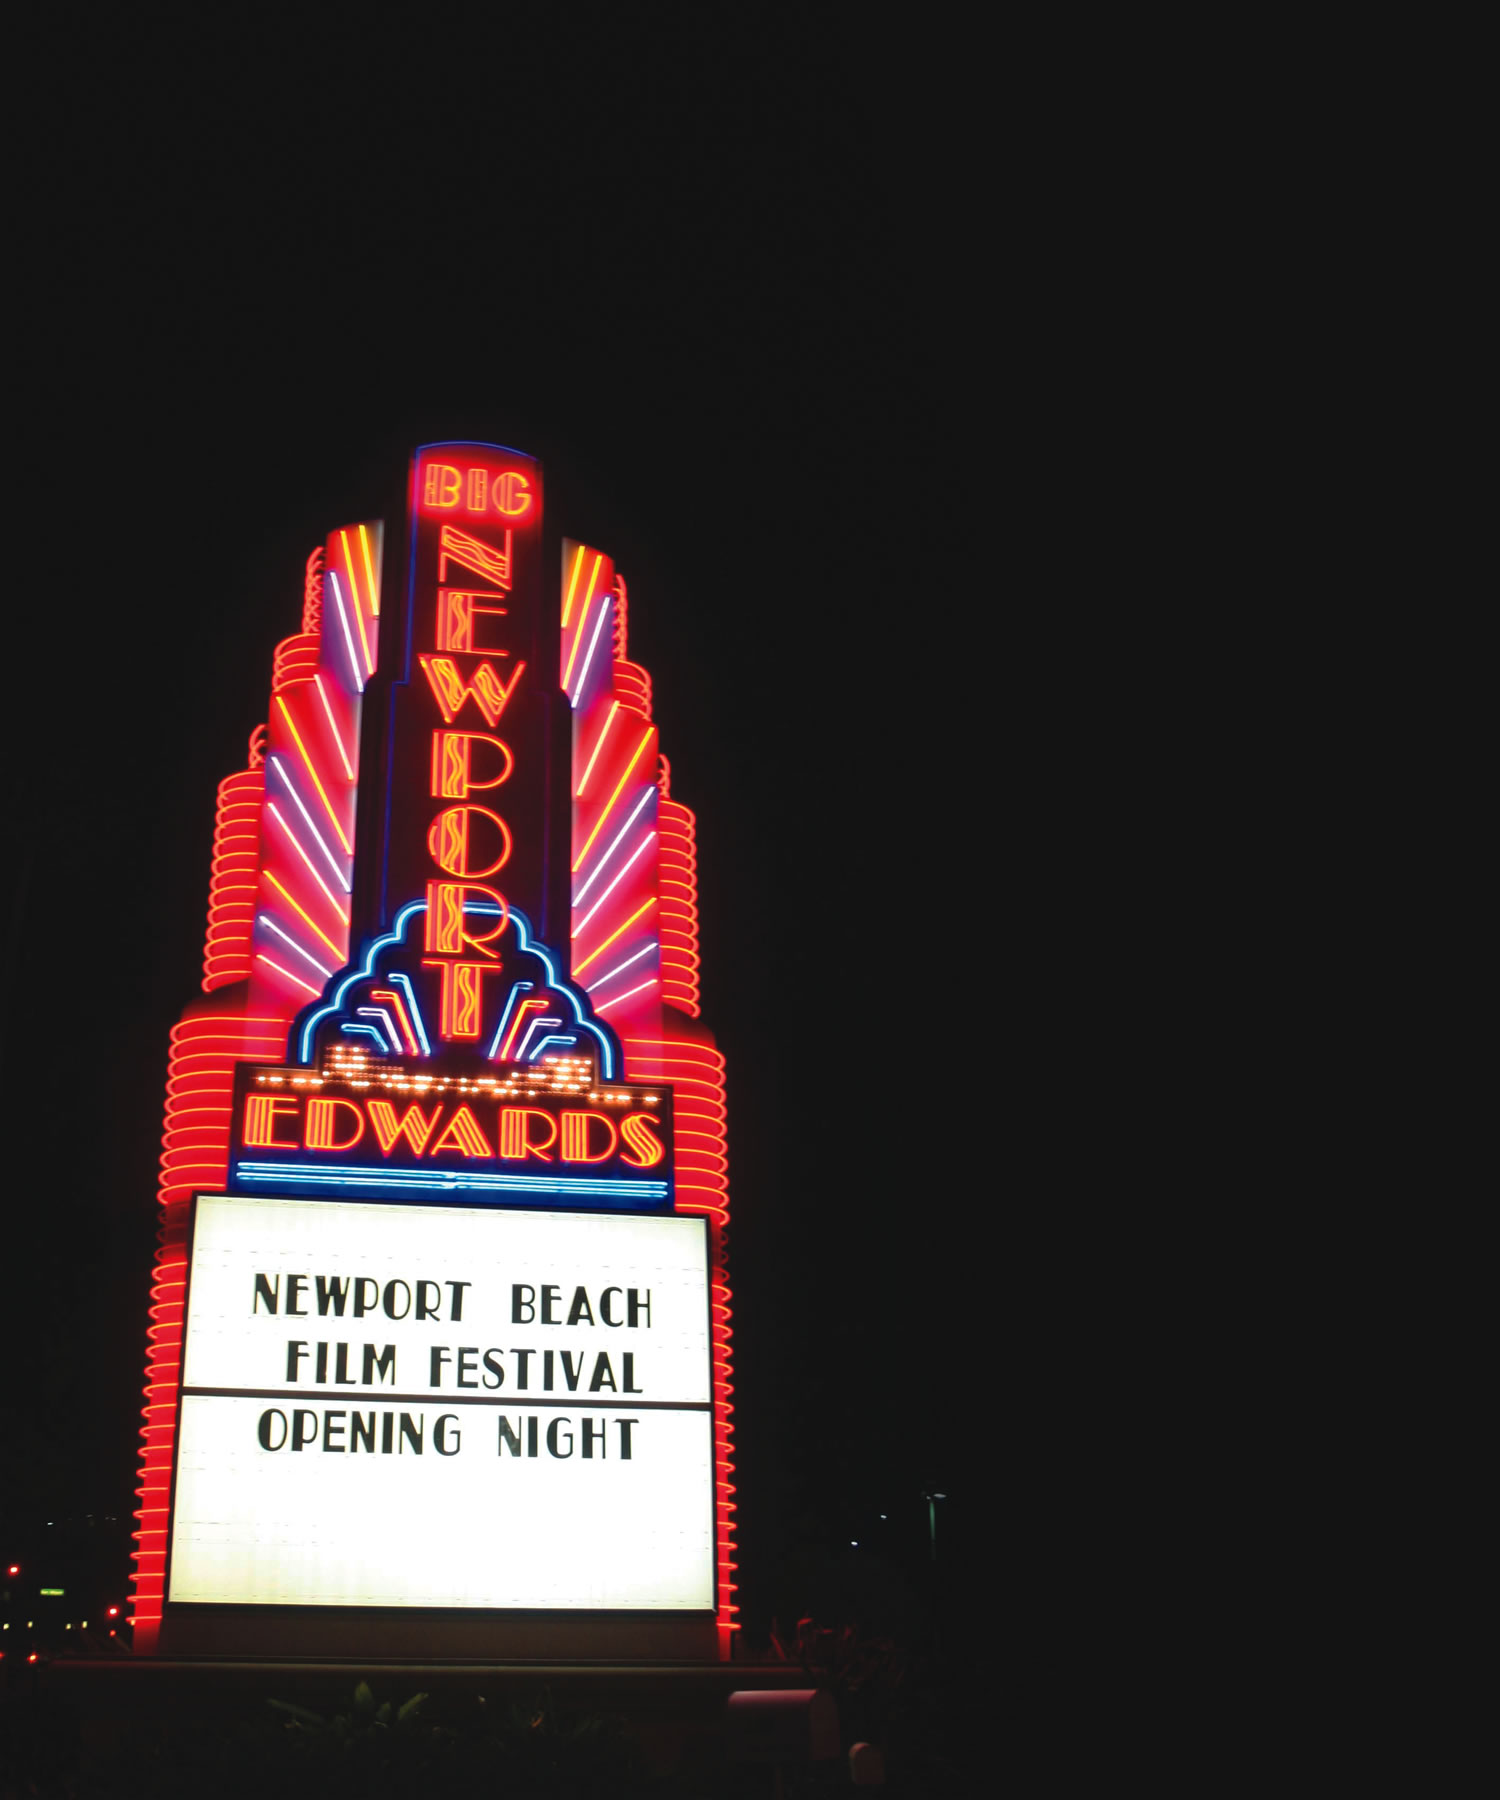 BIG
NEWPORT
EDWARDS
NEWPORT BEACH
FILM FESTIVAL
OPENING NIGHT